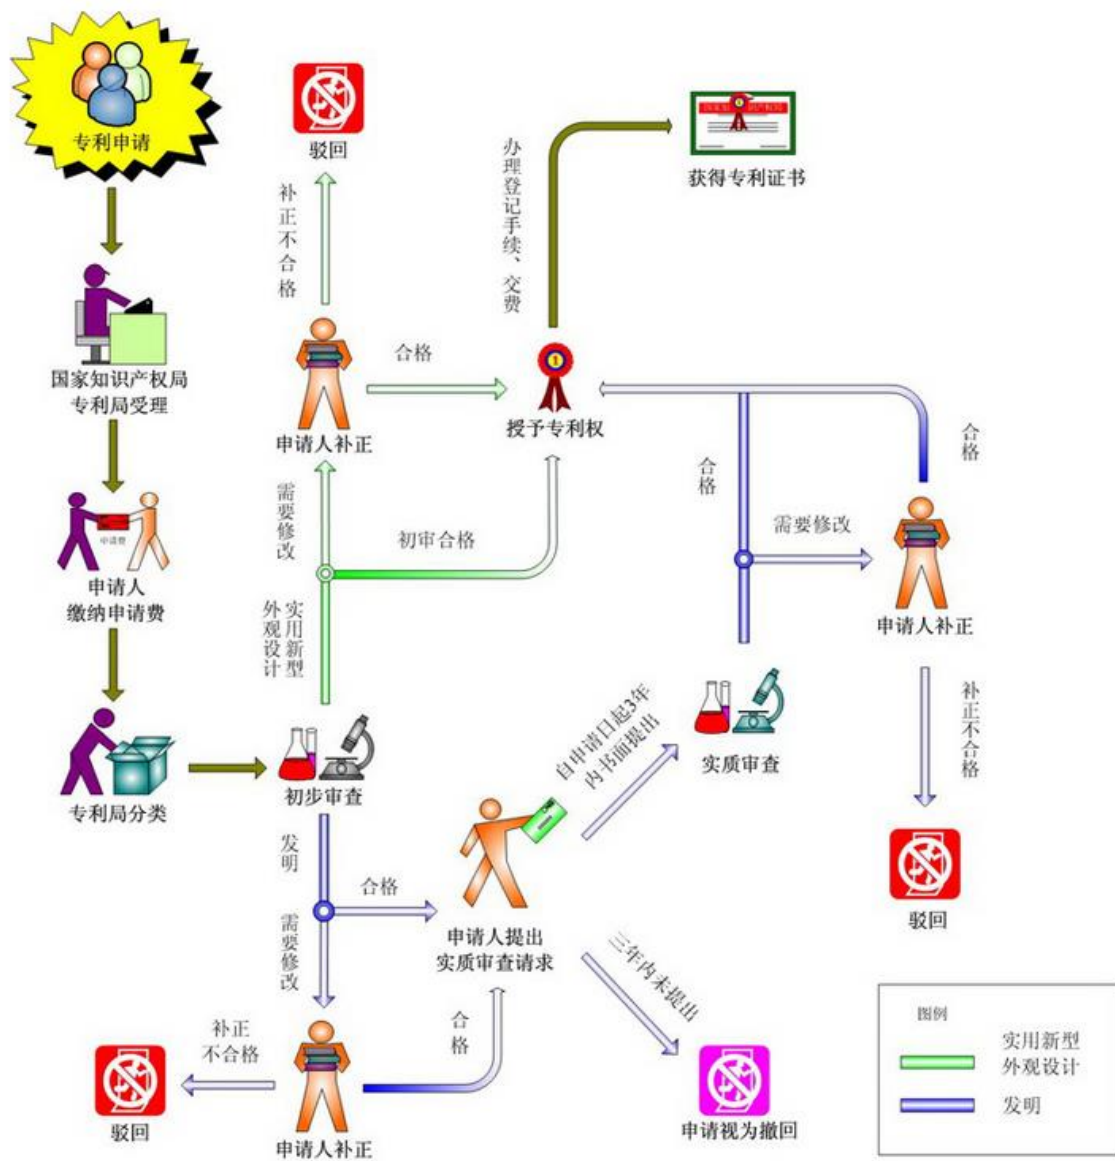 专利申请
国家知识产权局
专利局受理
申请费
申请人
缴纳申请费
专利局分类
初步审查
实用新型
外观设计
需要修改
初审合格
申请人补正
补正不合格
驳回
合格
授予专利权
办理登记手续、交费
获得专利证书
发明
合格
需要修改
申请人补正
补正
不合格
驳回
合格
申请人提出
实质审查请求
自申请日起3年
内书面提出
三年内未提出
申请视为撤回
实质审查
合格
需要修改
申请人补正
合格
补正不合格
驳回
图例
实用新型
外观设计
发明